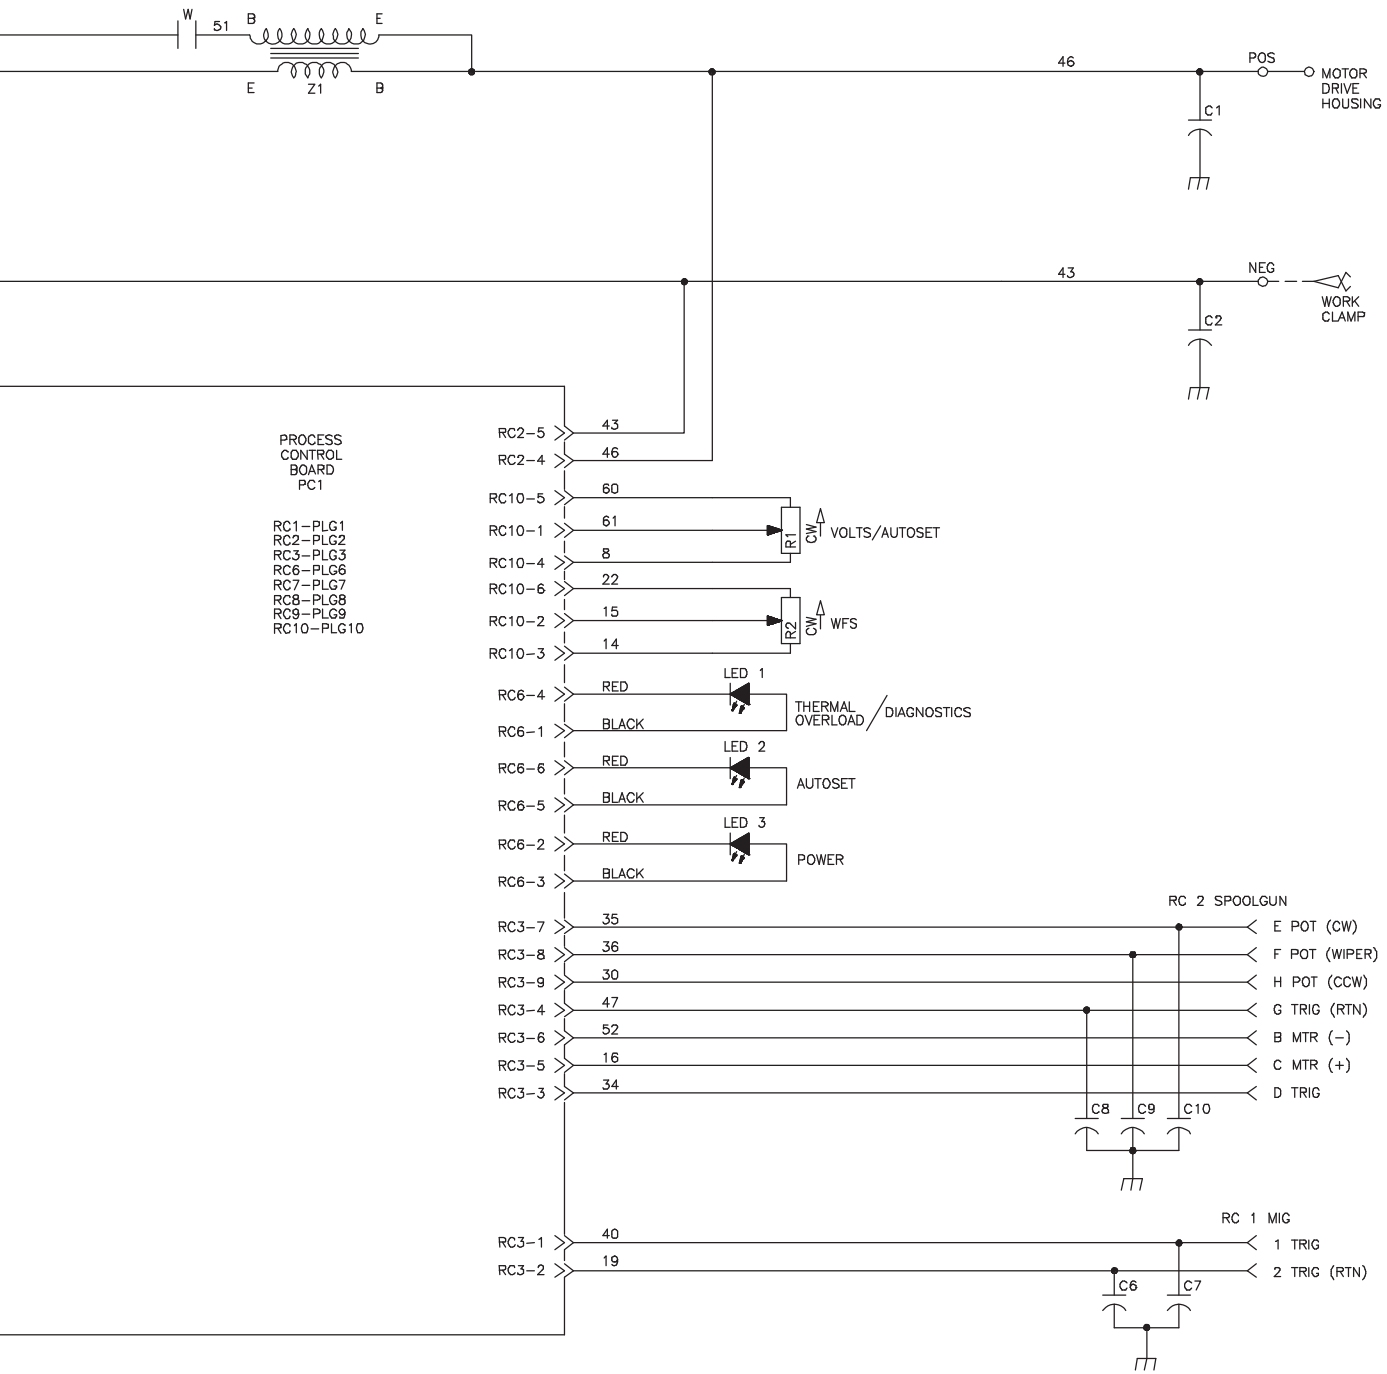 W
51
B
E
E
Z1
B
46
POS
MOTOR
DRIVE
HOUSING
C1
43
NEG
WORK
CLAMP
C2
PROCESS
CONTROL
BOARD
PC1
RC1-PLG1
RC2-PLG2
RC3-PLG3
RC6-PLG6
RC7-PLG7
RC8-PLG8
RC9-PLG9
RC10-PLG10
RC2-5 43
RC2-4 46
RC10-5 60
RC10-1 61
RC10-4 8
R1
CW
VOLTS/AUTOSET
RC10-6 22
RC10-2 15
RC10-3 14
R2
CW
WFS
LED 1
RC6-4 RED
RC6-1 BLACK
THERMAL
OVERLOAD/DIAGNOSTICS
LED 2
RC6-6 RED
RC6-5 BLACK
AUTOSET
LED 3
RC6-2 RED
RC6-3 BLACK
POWER
RC 2 SPOOLGUN
RC3-7 35 E POT (CW)
RC3-8 36 F POT (WIPER)
RC3-9 30 H POT (CCW)
RC3-4 47 G TRIG (RTN)
RC3-6 52 B MTR (-)
RC3-5 16 C MTR (+)
RC3-3 34 D TRIG
C8 C9 C10
RC 1 MIG
RC3-1 40 1 TRIG
RC3-2 19 2 TRIG (RTN)
C6 C7